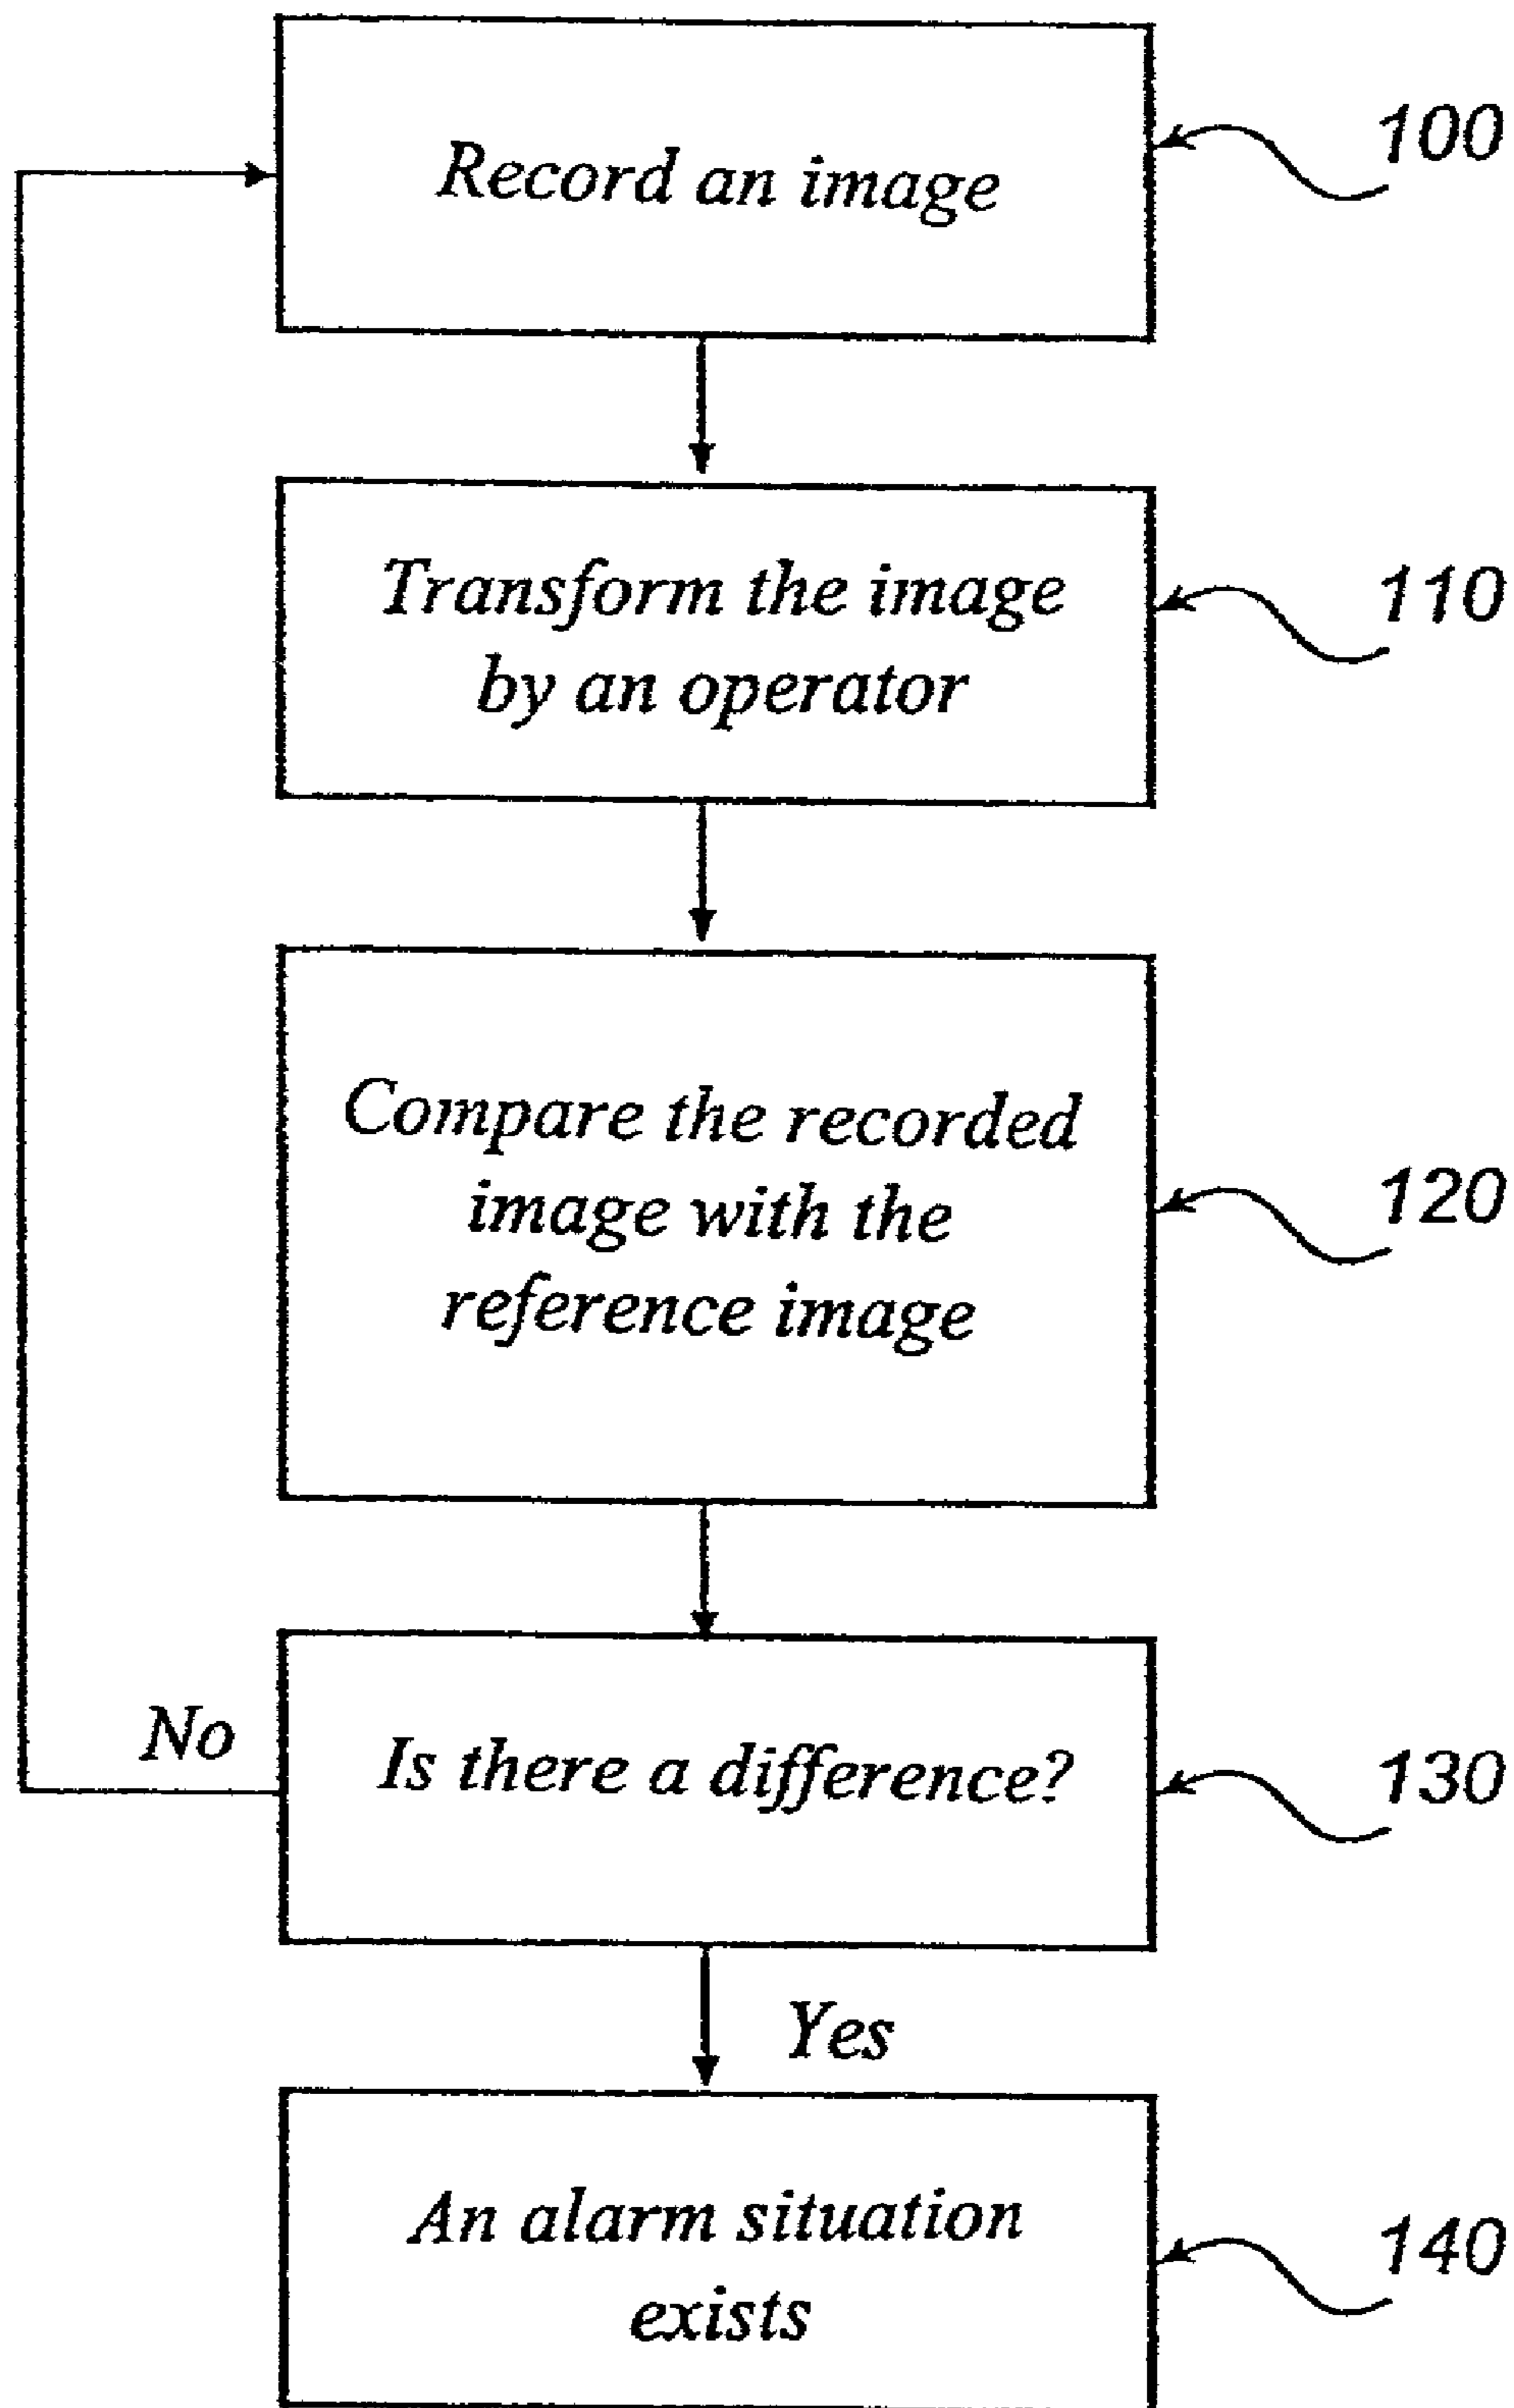 Record an image
100
Transform the image
by an operator
110
Compare the recorded
image with the
reference image
120
No
Is there a difference?
130
Yes
An alarm situation
exists
140